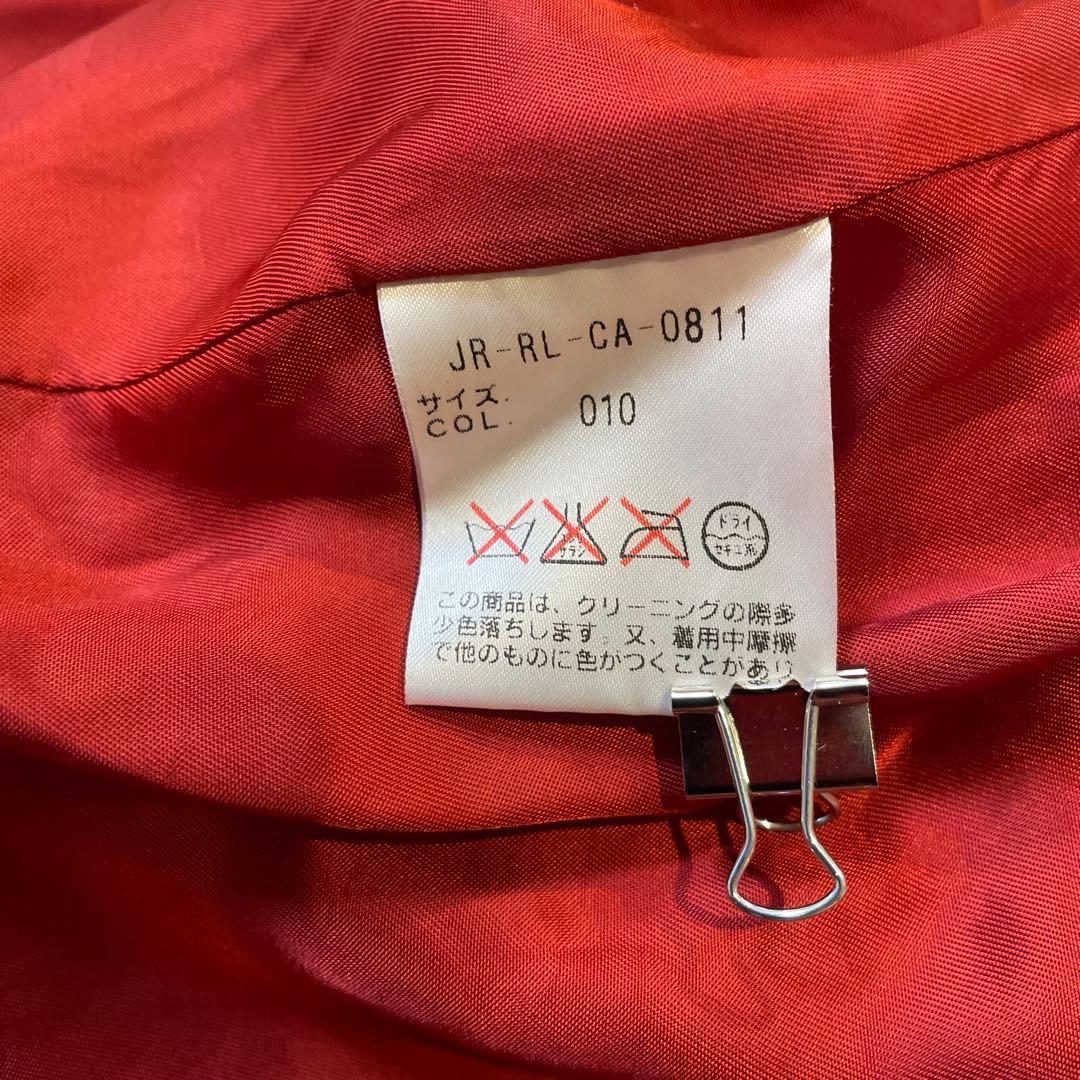 JR-RL-CA-0811
サイズ.
COL. 010
サラシ
ドライ
セキユ系
この商品は、クリーニングの際多
少色落ちします。又、着用中摩擦
で他のものに色がつくことがあり